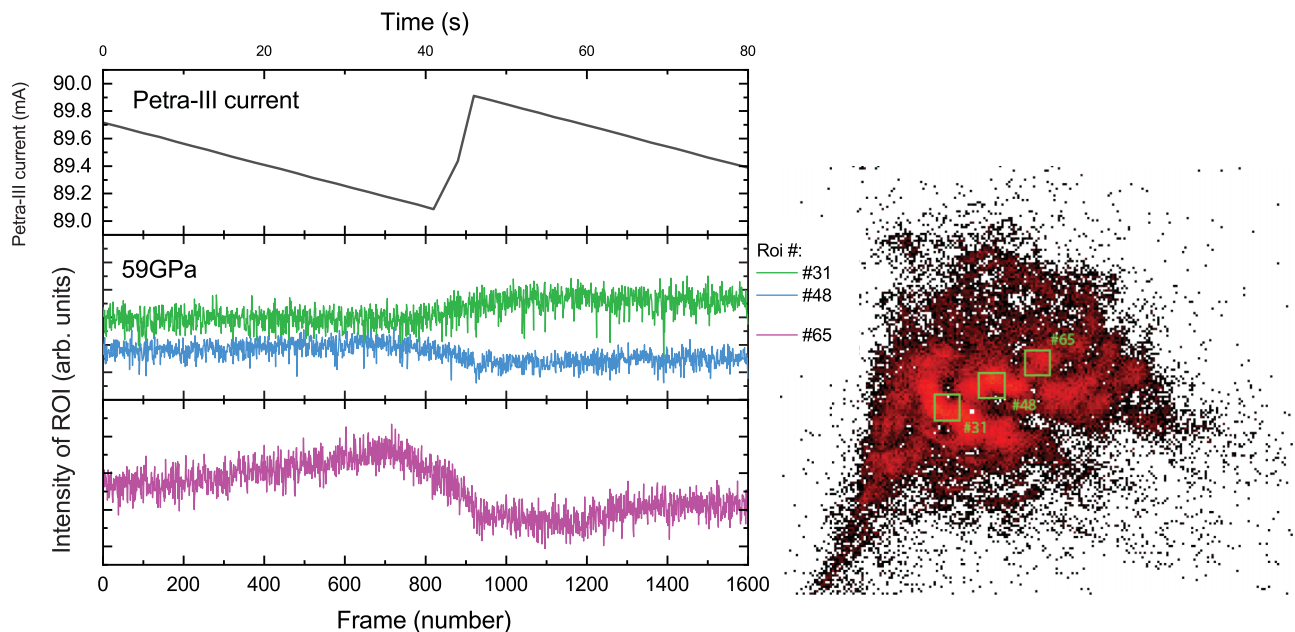 Time (s)
0 20 40 60 80
Petra-III current (mA)
90.0
89.8
89.6
89.4
89.2
89.0
Petra-III current
Intensity of ROI (arb. units)
59GPa
Roi #:
#31
#48
#65
0 200 400 600 800 1000 1200 1400 1600
Frame (number)
#65
#48
#31